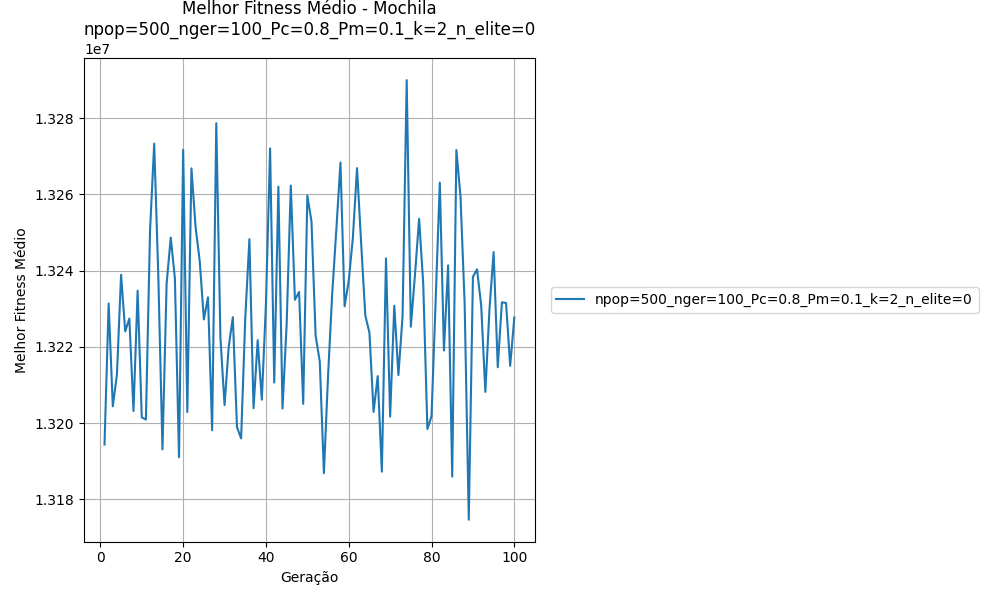 Melhor Fitness Médio - Mochila
npop=500_nger=100_Pc=0.8_Pm=0.1_k=2_n_elite=0
1e7
1.328
1.326
1.324
1.322
1.320
1.318
Melhor Fitness Médio
0 20 40 60 80 100
Geração
npop=500_nger=100_Pc=0.8_Pm=0.1_k=2_n_elite=0